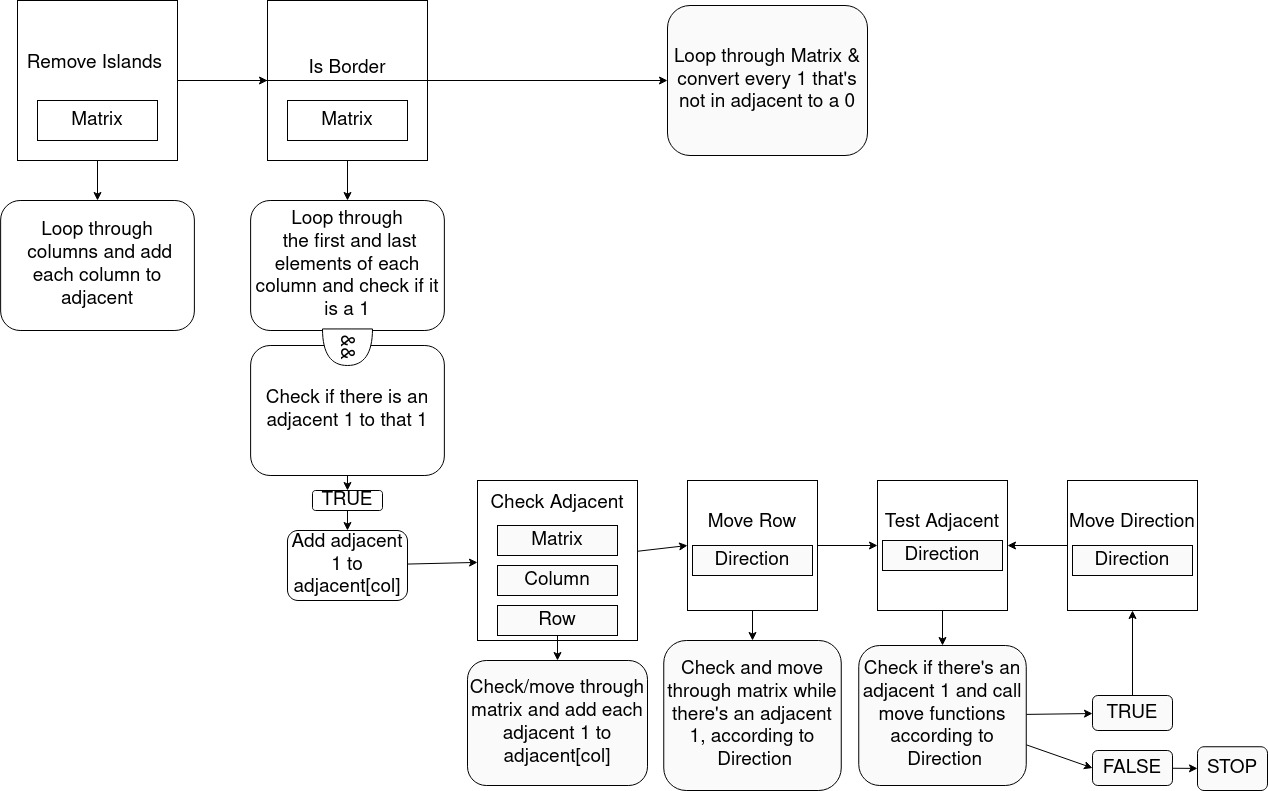 Remove Islands
Matrix
Is Border
Matrix
Loop through Matrix &
convert every 1 that's
not in adjacent to a 0
Loop through
columns and add
each column to
adjacent
Loop through
the first and last
elements of each
column and check if it
is a 1
&&
Check if there is an
adjacent 1 to that 1
TRUE
Add adjacent
1 to
adjacent[col]
Check Adjacent
Matrix
Column
Row
Check/move through
matrix and add each
adjacent 1 to
adjacent[col]
Move Row
Direction
Check and move
through matrix while
there's an adjacent
1, according to
Direction
Test Adjacent
Direction
Check if there's an
adjacent 1 and call
move functions
according to
Direction
Move Direction
Direction
TRUE
FALSE
STOP